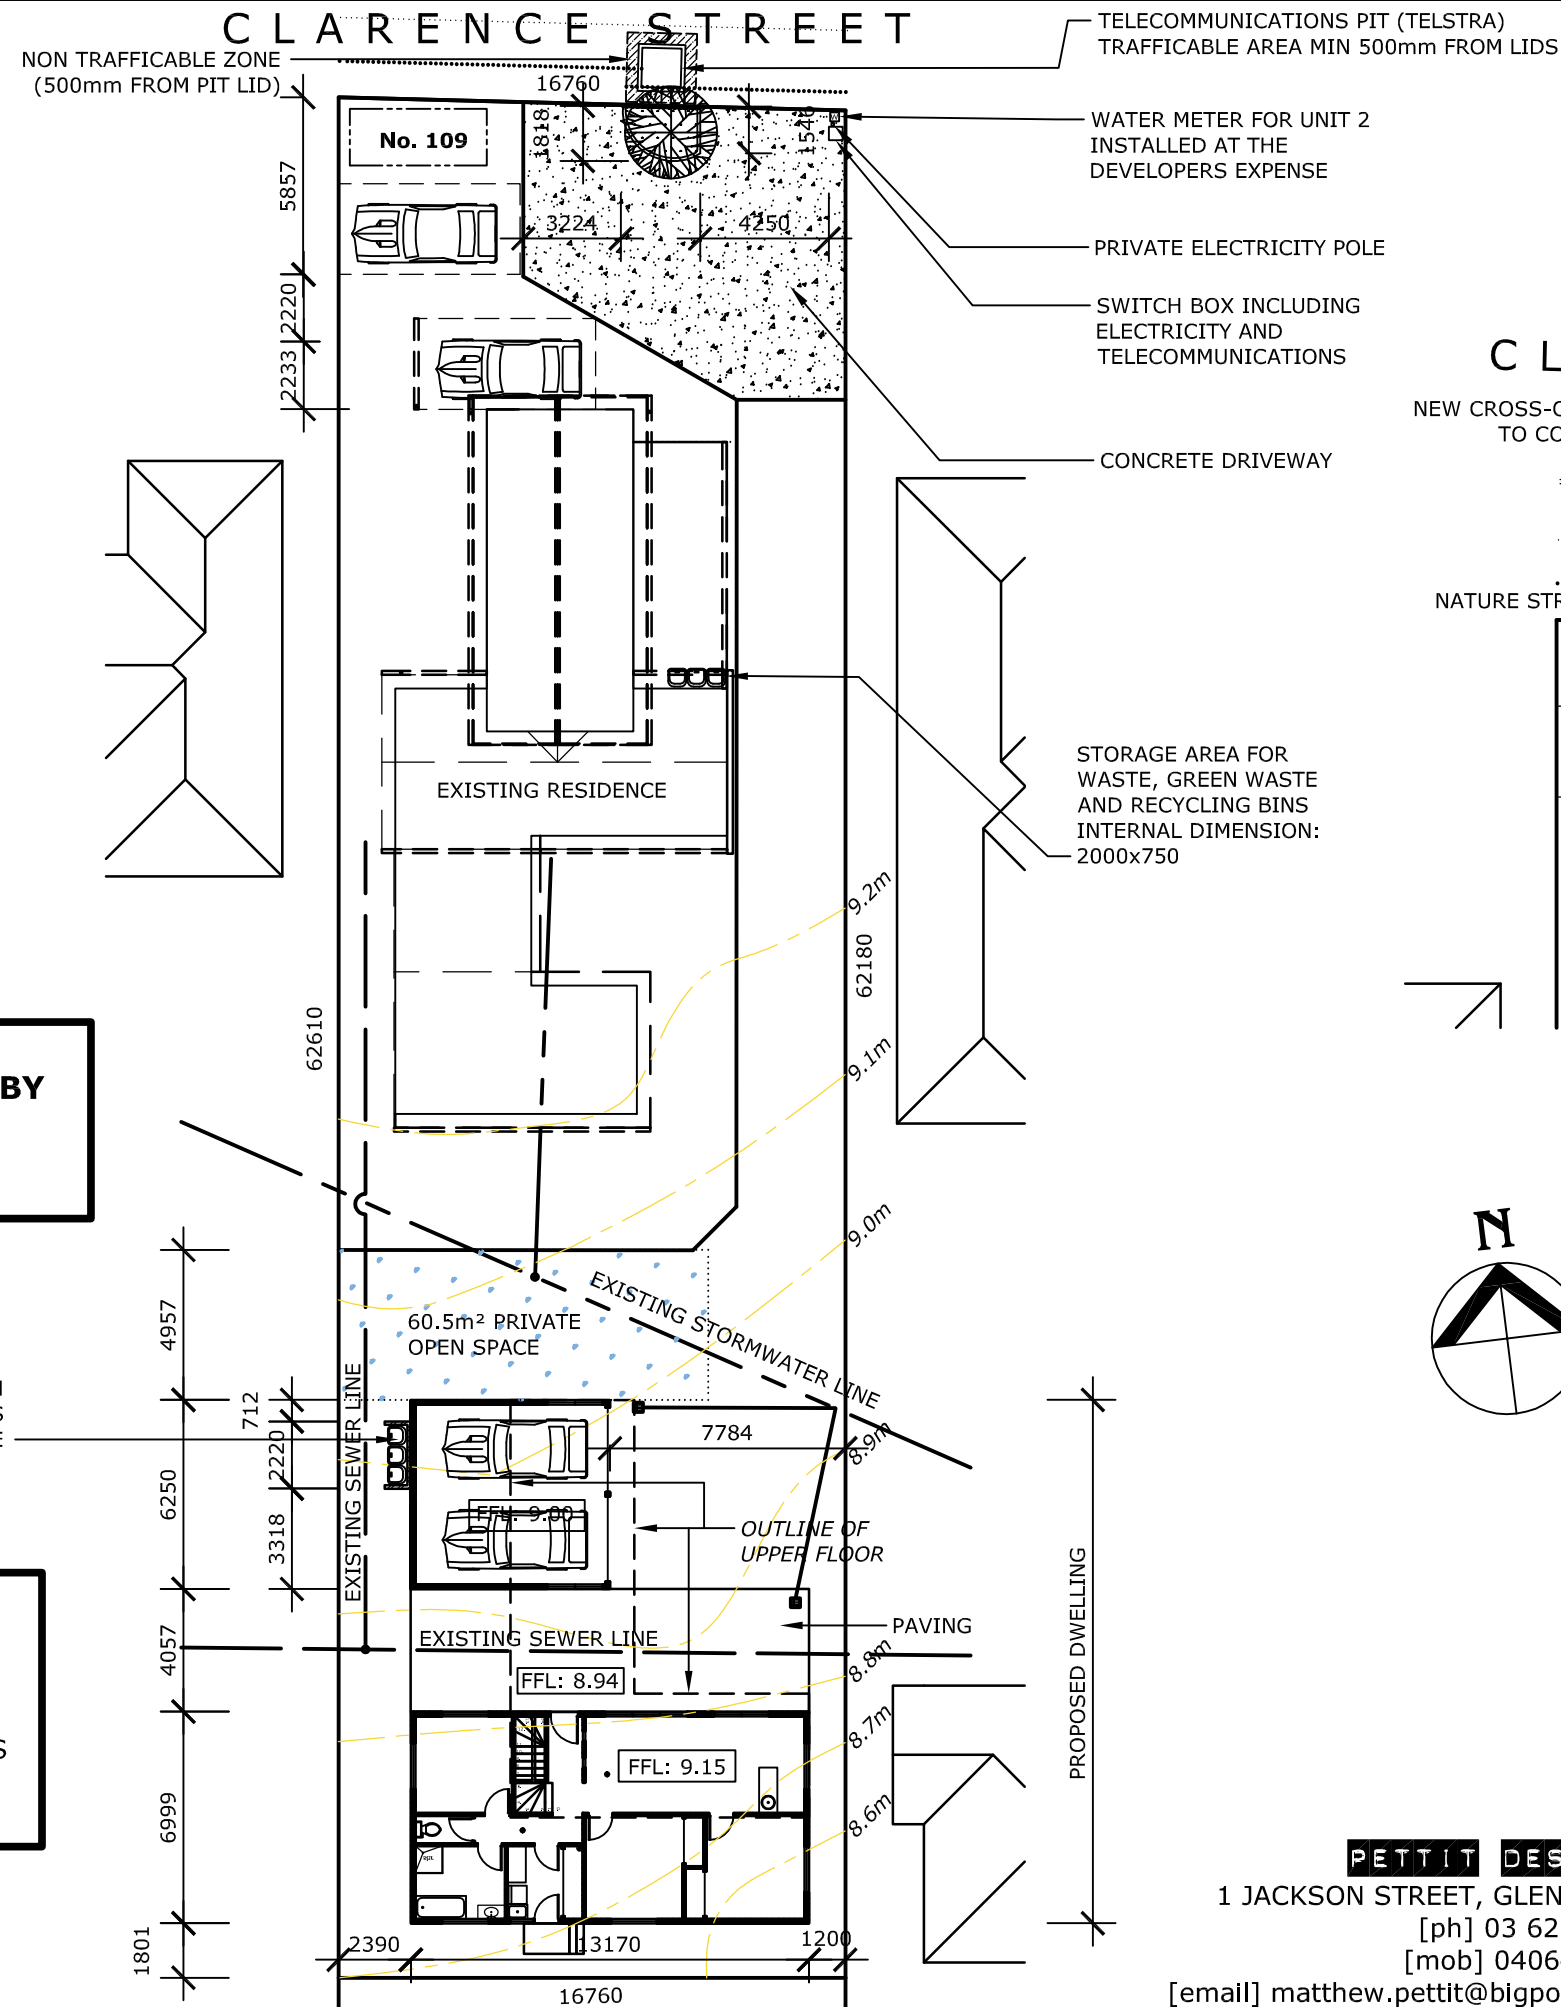 CLARENCE STREET
NON TRAFFICABLE ZONE
(500mm FROM PIT LID)
TELECOMMUNICATIONS PIT (TELSTRA)
TRAFFICABLE AREA MIN 500mm FROM LIDS
16760
1818
1546
No. 109
WATER METER FOR UNIT 2
INSTALLED AT THE
DEVELOPERS EXPENSE
5857
3224
4250
PRIVATE ELECTRICITY POLE
2220
SWITCH BOX INCLUDING
ELECTRICITY AND
TELECOMMUNICATIONS
2233
C L
NEW CROSS-
TO CO
CONCRETE DRIVEWAY
NATURE STR
STORAGE AREA FOR
WASTE, GREEN WASTE
AND RECYCLING BINS
INTERNAL DIMENSION:
2000x750
EXISTING RESIDENCE
9.2m
62180
62610
9.1m
BY
9.0m
N
4957
60.5m² PRIVATE
OPEN SPACE
EXISTING STORMWATER LINE
EXISTING SEWER LINE
712
7784
8.9m
2220
6250
FFL: 9.00
3318
OUTLINE OF
UPPER FLOOR
PROPOSED DWELLING
PAVING
4057
EXISTING SEWER LINE
8.8m
FFL: 8.94
8.7m
FFL: 9.15
6999
8.6m
PETTIT DES
1 JACKSON STREET, GLEN
[ph] 03 62
[mob] 0406
[email] matthew.pettit@bigpo
1801
2390
13170
1200
16760